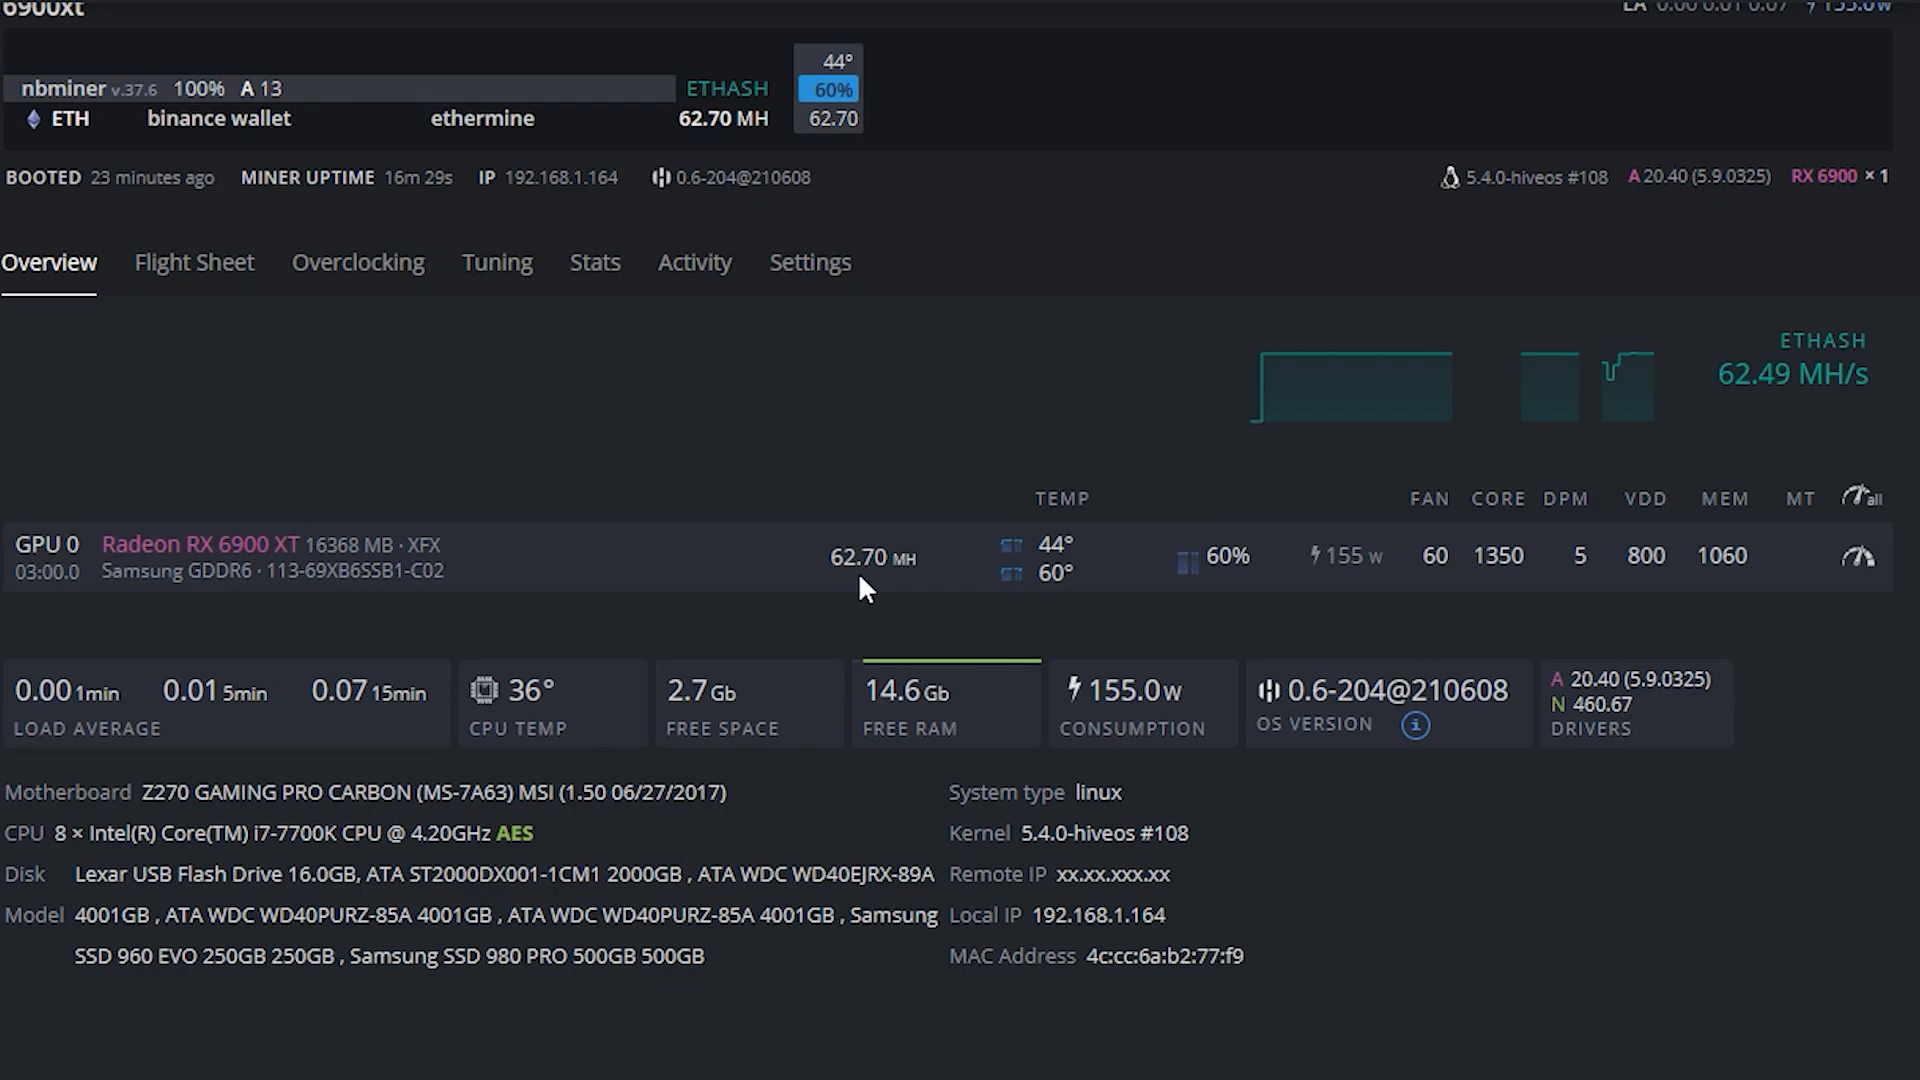 6900xt
LA 0.00 0.01 0.07 155.0 W
44°
nbminer v.37.6 100% A 13 ETHASH 60%
ETH binance wallet ethermine 62.70 MH 62.70
BOOTED 23 minutes ago MINER UPTIME 16m 29s IP 192.168.1.164 0.6-204@210608 5.4.0-hiveos #108 A 20.40 (5.9.0325) RX 6900 × 1
Overview Flight Sheet Overclocking Tuning Stats Activity Settings
ETHASH
62.49 MH/s
TEMP FAN CORE DPM VDD MEM MT all
GPU 0 Radeon RX 6900 XT 16368 MB · XFX 62.70 MH 44° 60% 155 W 60 1350 5 800 1060
03:00.0 Samsung GDDR6 · 113-69XB6SSB1-C02 60°
0.00 1min 0.01 5min 0.07 15min
LOAD AVERAGE
36°
CPU TEMP
2.7 Gb
FREE SPACE
14.6 Gb
FREE RAM
155.0 W
CONSUMPTION
0.6-204@210608
OS VERSION i
A 20.40 (5.9.0325)
N 460.67
DRIVERS
Motherboard Z270 GAMING PRO CARBON (MS-7A63) MSI (1.50 06/27/2017)
CPU 8 × Intel(R) Core(TM) i7-7700K CPU @ 4.20GHz AES
Disk Lexar USB Flash Drive 16.0GB, ATA ST2000DX001-1CM1 2000GB , ATA WDC WD40EJRX-89A
Model 4001GB , ATA WDC WD40PURZ-85A 4001GB , ATA WDC WD40PURZ-85A 4001GB , Samsung
SSD 960 EVO 250GB 250GB , Samsung SSD 980 PRO 500GB 500GB
System type linux
Kernel 5.4.0-hiveos #108
Remote IP xx.xx.xxx.xx
Local IP 192.168.1.164
MAC Address 4c:cc:6a:b2:77:f9